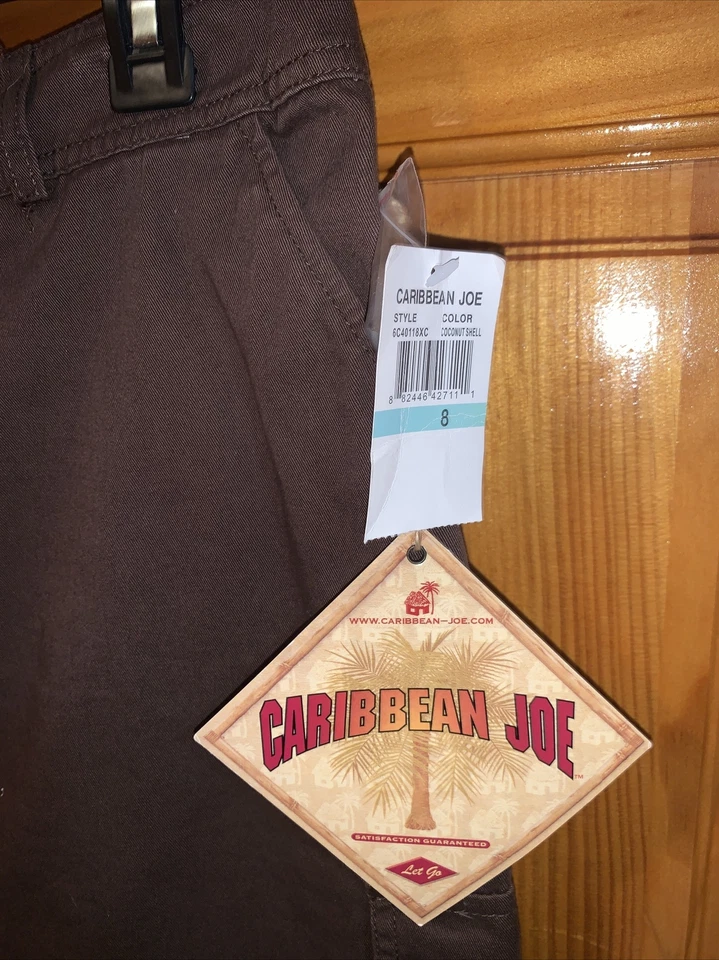 CARIBBEAN JOE
STYLE COLOR
6C40118XC COCONUT SHELL
8 82446 42711 1
8
WWW.CARIBBEAN-JOE.COM
CARIBBEAN JOE™
SATISFACTION GUARANTEED
Let Go